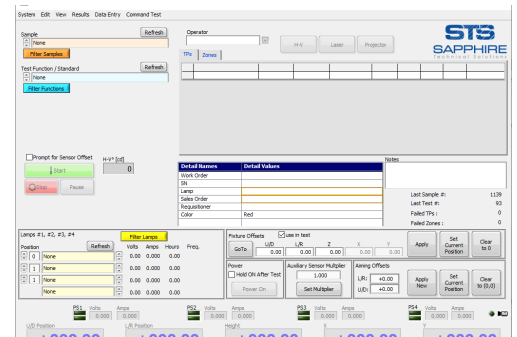 System Edit View Results Data Entry Command Test
Sample
Refresh
None
Filter Samples
Test Function / Standard
Refresh
None
Filter Functions
Operator
H-V
Laser
Projector
STS
SAPPHIRE
Technical Solutions
TPs
Zones
Prompt for Sensor Offset
H-V° [cd]
0
Start
Stop
Pause
Detail Names Detail Values
Work Order
SN
Lamp
Sales Order
Requisitioner
Color Red
Notes
Last Sample #: 1139
Last Test #: 93
Failed TPs : 0
Failed Zones : 0
Lamps #1, #2, #3, #4
Filter Lamps
Position
Refresh
Volts Amps Hours Freq.
0 None 0.00 0.000 0.00
1 None 0.00 0.000 0.00
1 None 0.00 0.000 0.00
None 0.00 0.000 0.00
Fixture Offsets
use in test
U/D L/R Z X Y
GoTo 0.00 0.00 0.00 0.00 0.00
Apply
Set Current Position
Clear to 0
Power
Hold ON After Test
Power On
Auxiliary Sensor Multiplier
1.000
Set Multiplier
Aiming Offsets
L/R: +0.00
U/D: +0.00
Apply New
Set Current Position
Clear to (0,0)
PS1 Volts Amps
0.000 0.000
PS2 Volts Amps
0.000 0.000
PS3 Volts Amps
0.000 0.000
PS4 Volts Amps
0.000 0.000
U/D Position
L/R Position
Height
X
Y